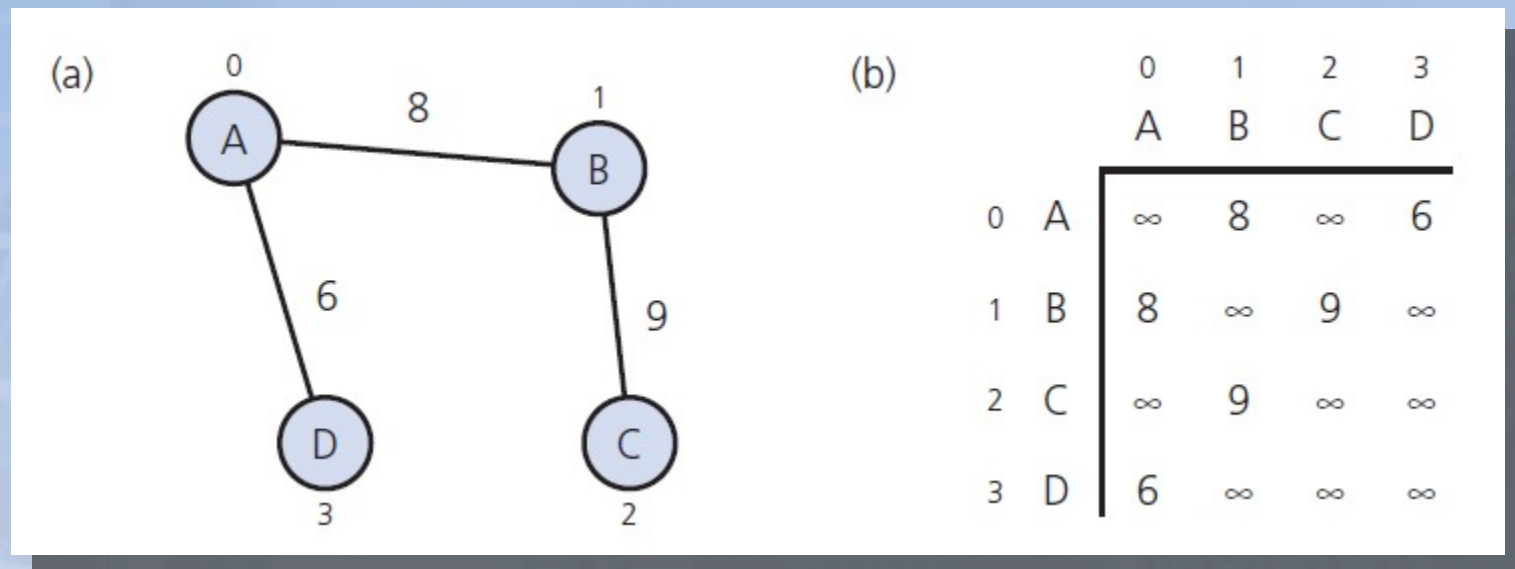 (a)
0
A
8
1
B
6
9
D
C
3
2
(b)
0 1 2 3
A B C D
0 A ∞ 8 ∞ 6
1 B 8 ∞ 9 ∞
2 C ∞ 9 ∞ ∞
3 D 6 ∞ ∞ ∞